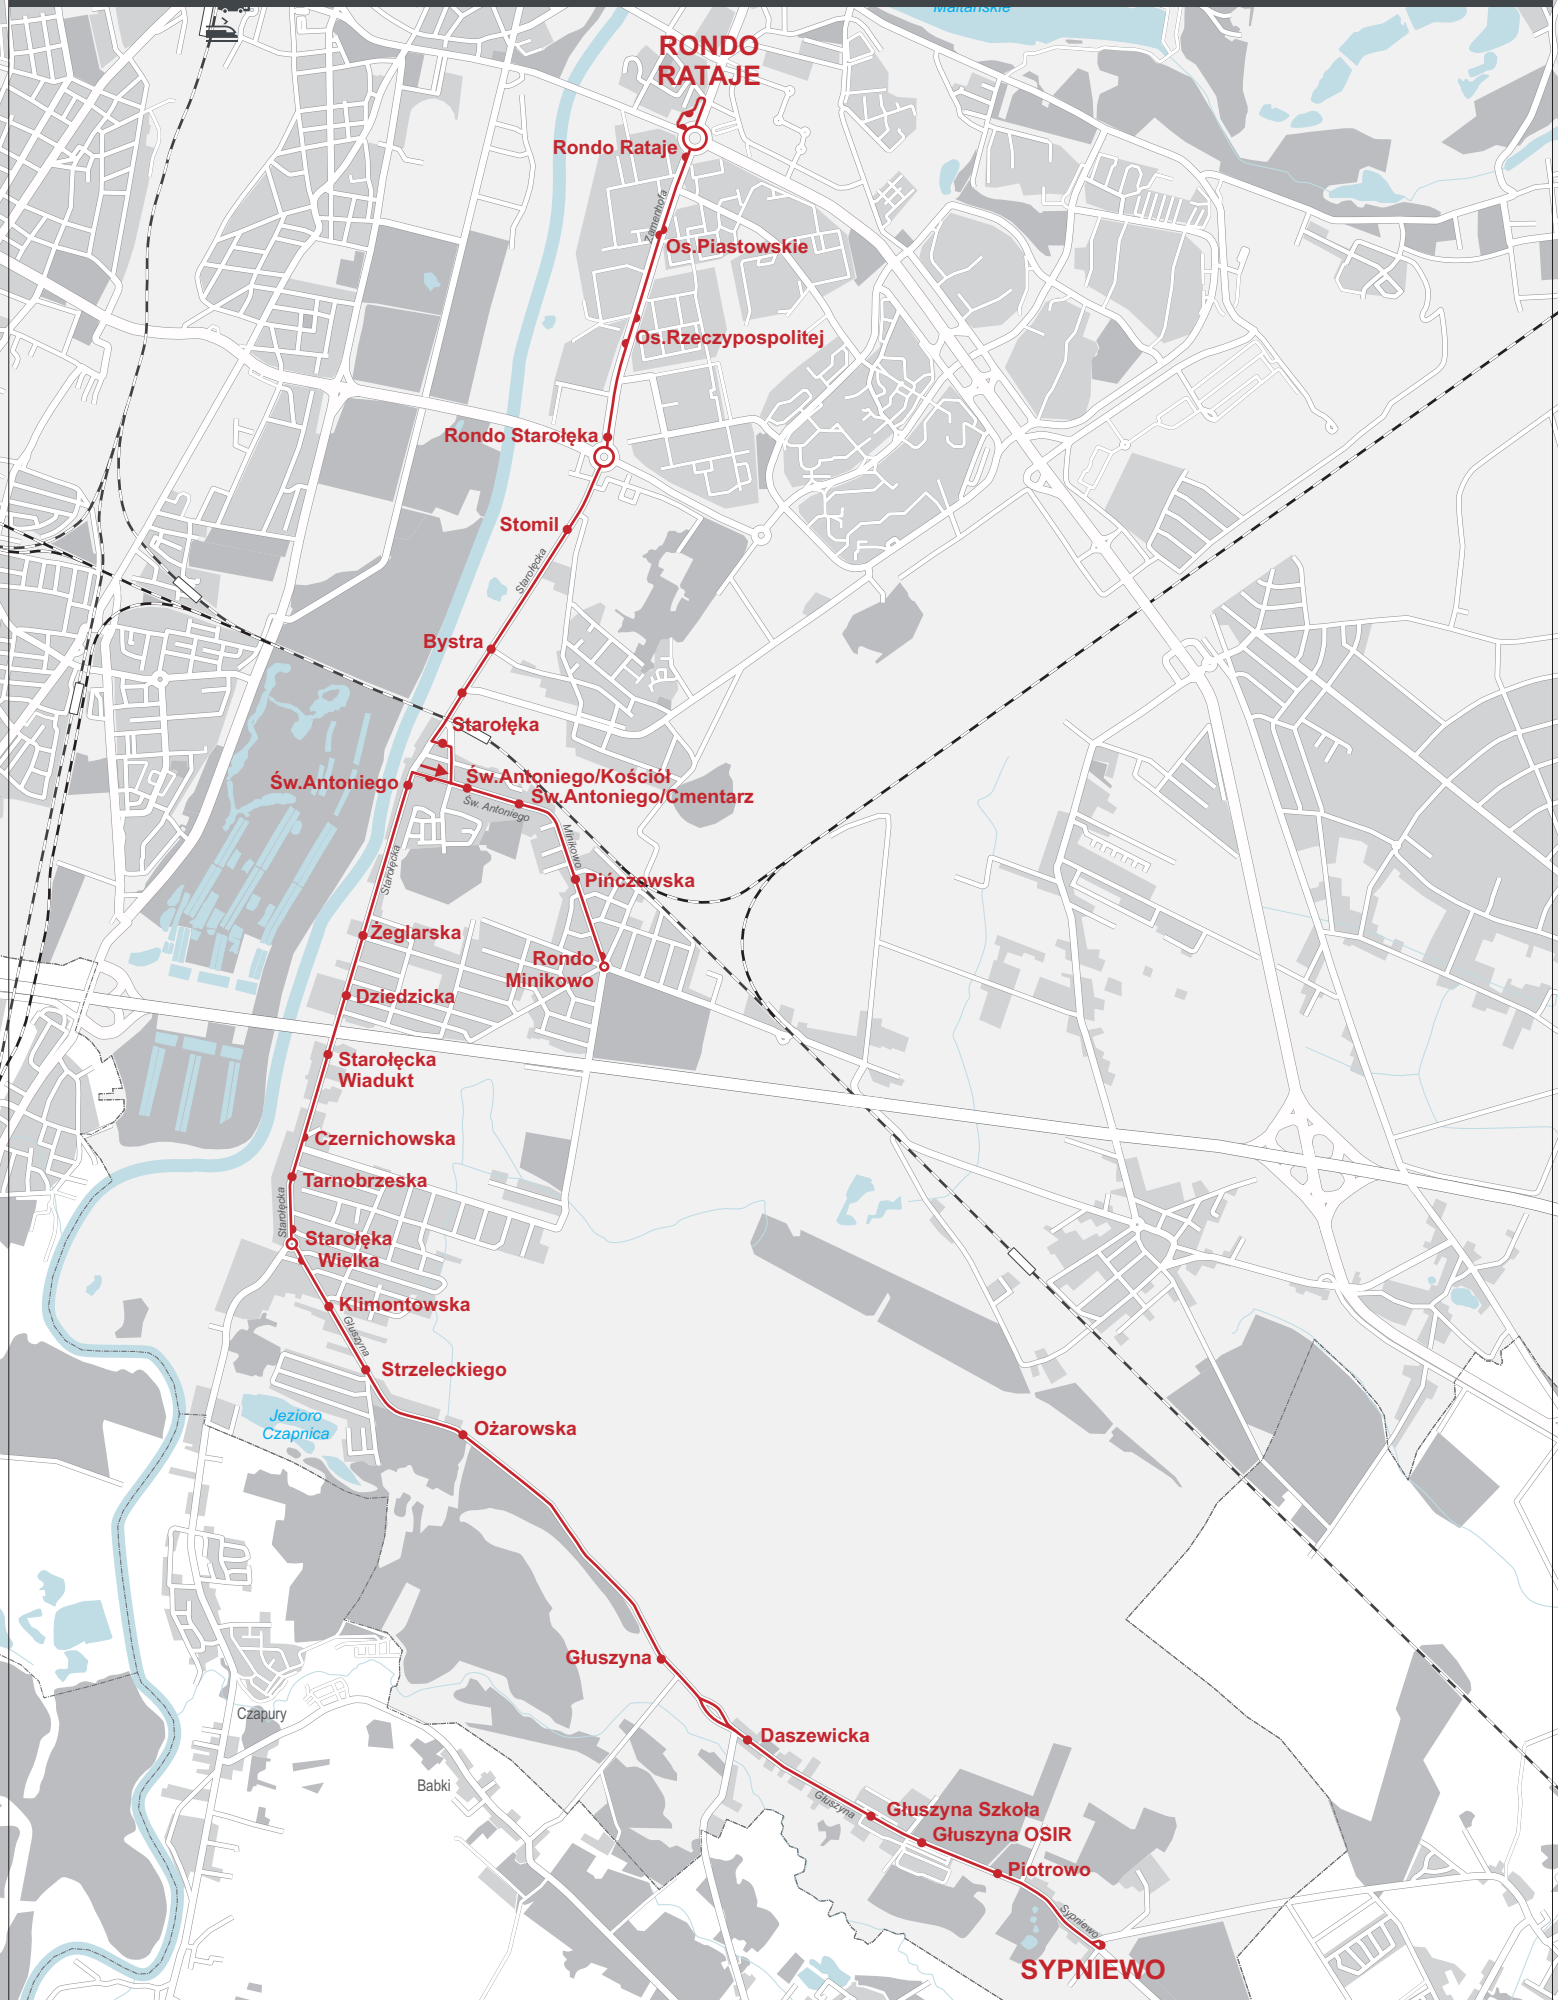 Maltańskie
RONDO
RATAJE
Rondo Rataje
Zamenhofa
Os.Piastowskie
Os.Rzeczypospolitej
Rondo Starołęka
Stomil
Starołęcka
Bystra
Starołęka
Św.Antoniego
Św.Antoniego/Kościół
Św.Antoniego/Cmentarz
Św. Antoniego
Minikowo
Starołęcka
Pińczowska
Żeglarska
Rondo
Minikowo
Dziedzicka
Starołęcka
Wiadukt
Czernichowska
Tarnobrzeska
Starołęcka
Starołęka
Wielka
Klimontowska
Głuszyna
Strzeleckiego
Jezioro
Czapnica
Ożarowska
Głuszyna
Czapury
Daszewicka
Babki
Głuszyna
Głuszyna Szkoła
Głuszyna OSIR
Piotrowo
Sypniewo
SYPNIEWO